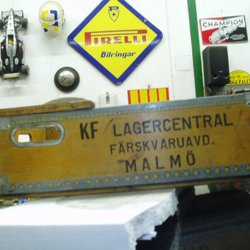 PIRELLI
Bilringar
CHAMPION
KF LAGERCENTRAL
FÄRSKVARUAVD.
MALMÖ